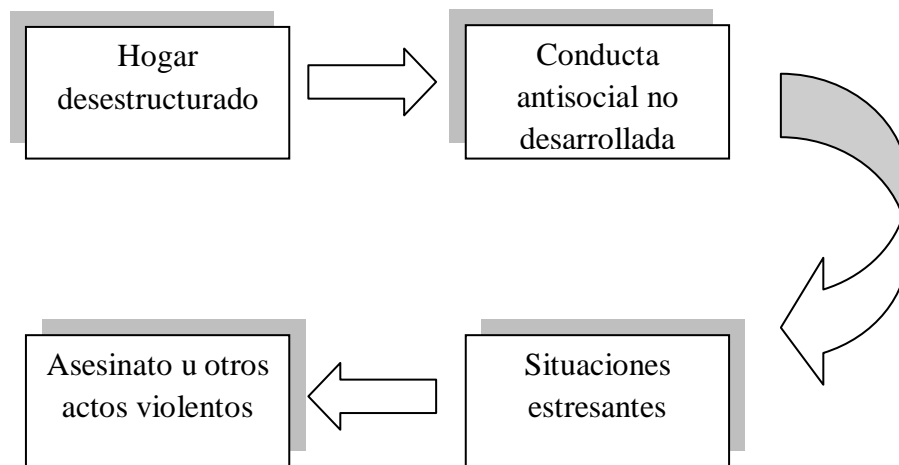 Hogar
desestructurado
Conducta
antisocial no
desarrollada
Situaciones
estresantes
Asesinato u otros
actos violentos